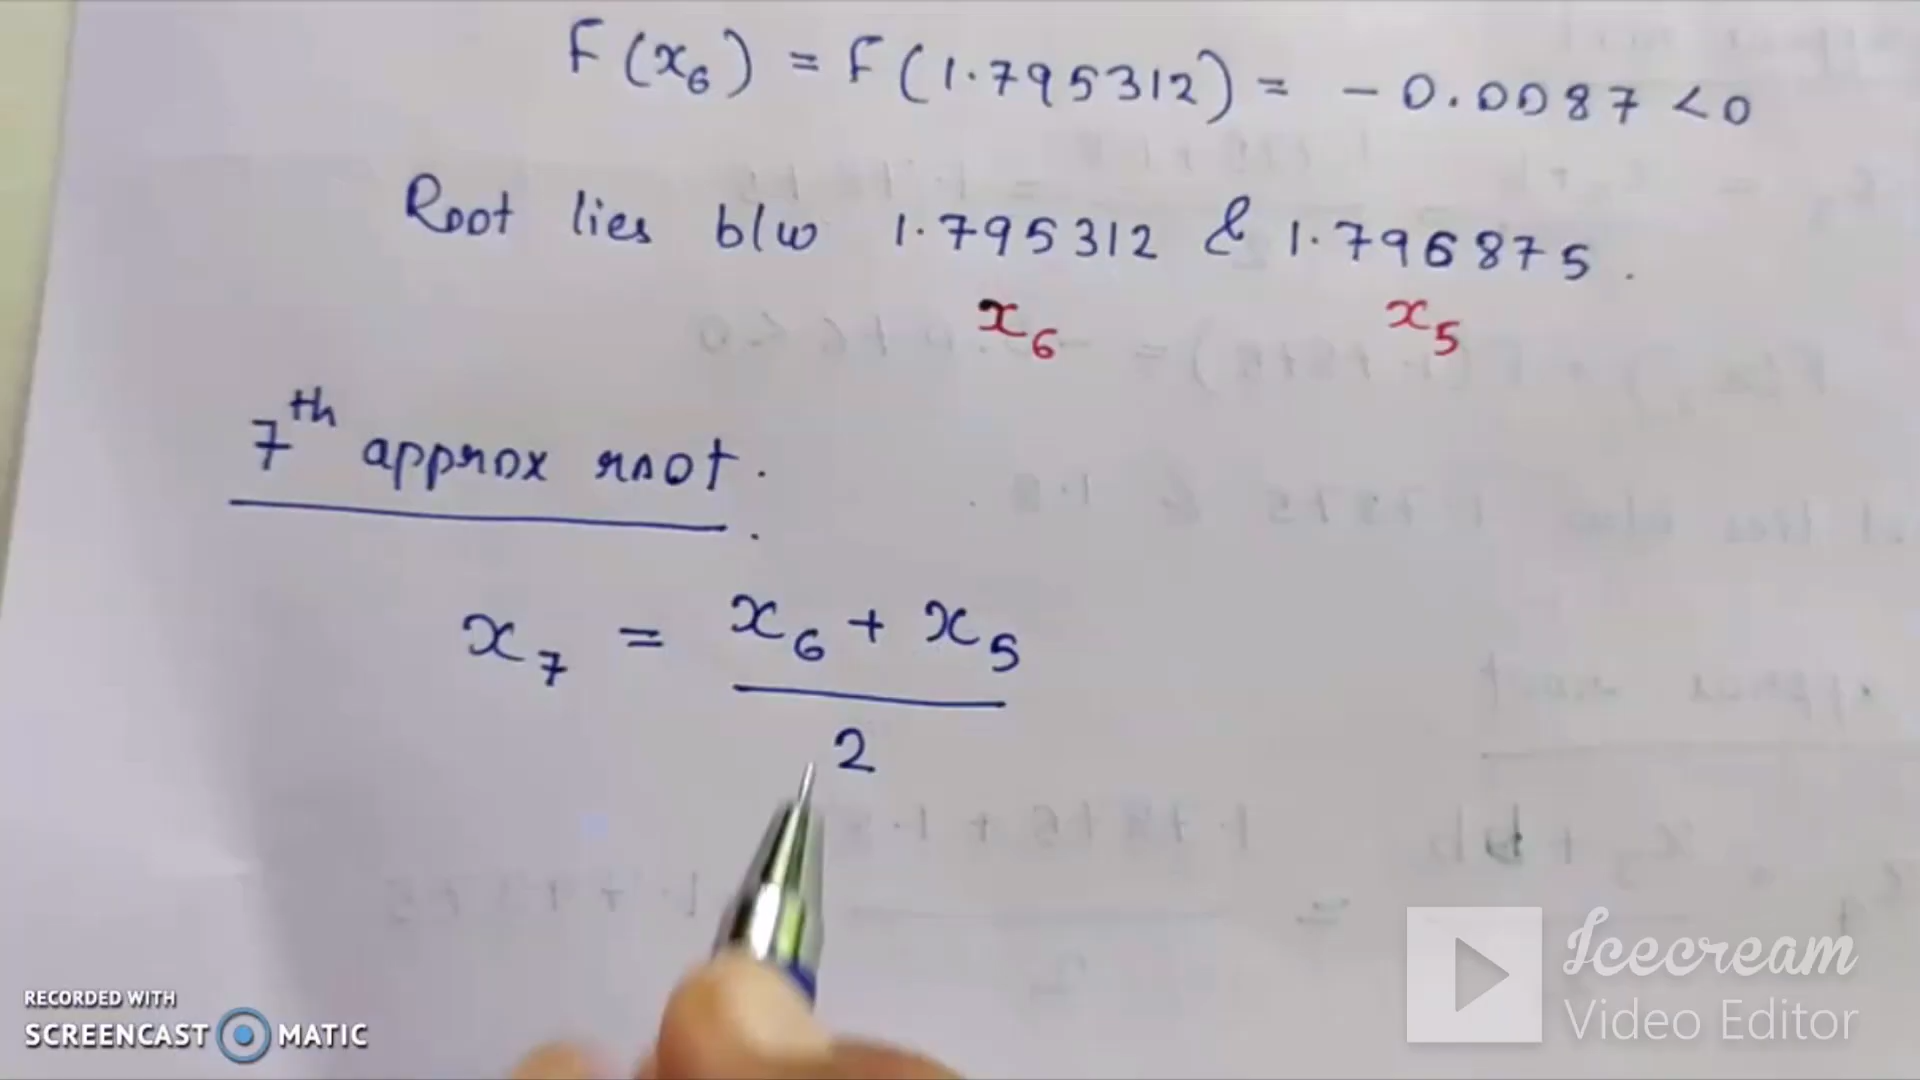 F(x₆) = F(1.795312) = -0.0087 <0
Root lies b/w 1.795312 & 1.796875.
x₆ x₅
7th approx root.
x₇ = x₆ + x₅
2
RECORDED WITH
SCREENCAST MATIC
Icecream
Video Editor